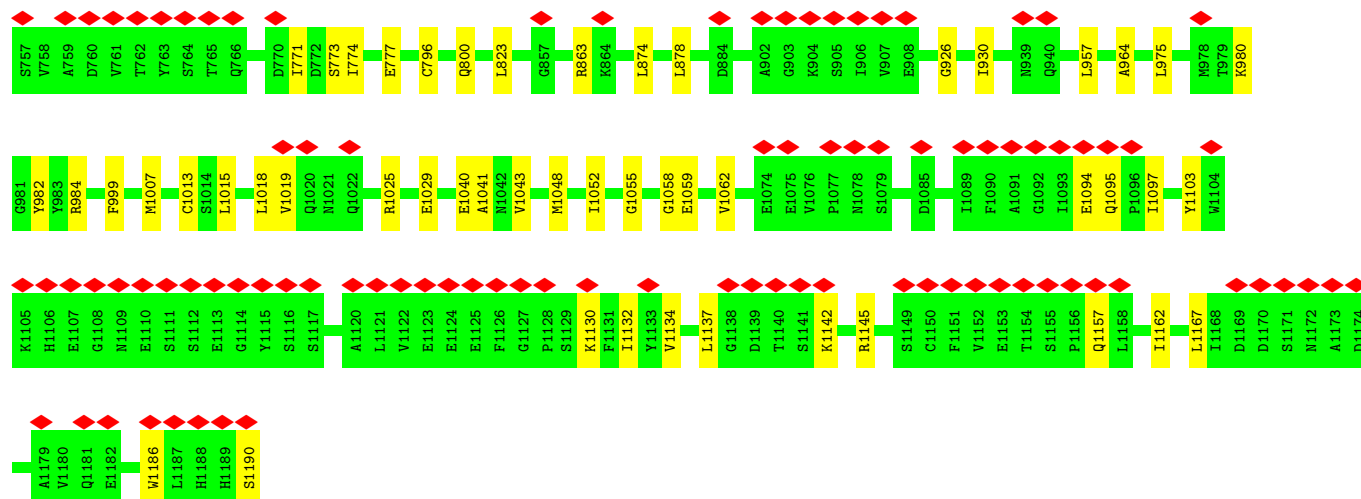 S757 V758 A759 D760 V761 T762 Y763 S764 T765 Q766 D770 I771 D772 S773 I774 E777 C796 Q800 L823 G857 R863 K864 L874 L878 D884 A902 G903 K904 S905 I906 V907 E908 G926 I930 N939 Q940 L957 A964 L975 M978 T979 K980
G981 Y982 Y983 R984 F999 M1007 C1013 S1014 L1015 L1018 V1019 Q1020 N1021 Q1022 R1025 E1029 E1040 A1041 N1042 V1043 M1048 I1052 G1055 G1058 E1059 V1062 E1074 E1075 V1076 P1077 N1078 S1079 D1085 I1089 F1090 A1091 G1092 I1093 E1094 Q1095 P1096 I1097 Y1103 W1104
K1105 H1106 E1107 G1108 N1109 E1110 S1111 S1112 E1113 G1114 Y1115 S1116 S1117 A1120 L1121 V1122 E1123 E1124 E1125 F1126 G1127 P1128 S1129 K1130 F1131 I1132 Y1133 V1134 L1137 G1138 D1139 T1140 S1141 K1142 R1145 S1149 C1150 F1151 V1152 E1153 T1154 S1155 P1156 Q1157 L1158 I1162 L1167 I1168 D1169 D1170 S1171 N1172 A1173 D1174
A1179 V1180 Q1181 E1182 W1186 L1187 H1188 H1189 S1190